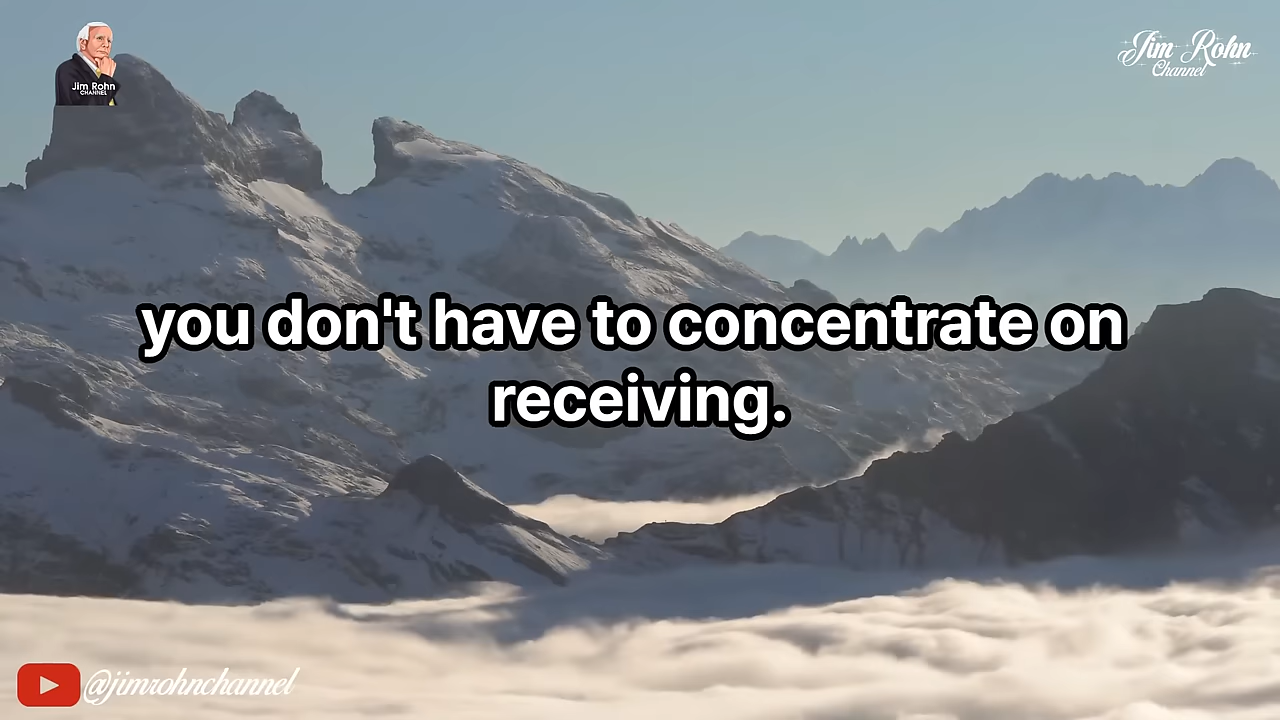 Jim Rohn
CHANNEL
Jim Rohn
Channel
you don't have to concentrate on
receiving.
@jimrohnchannel